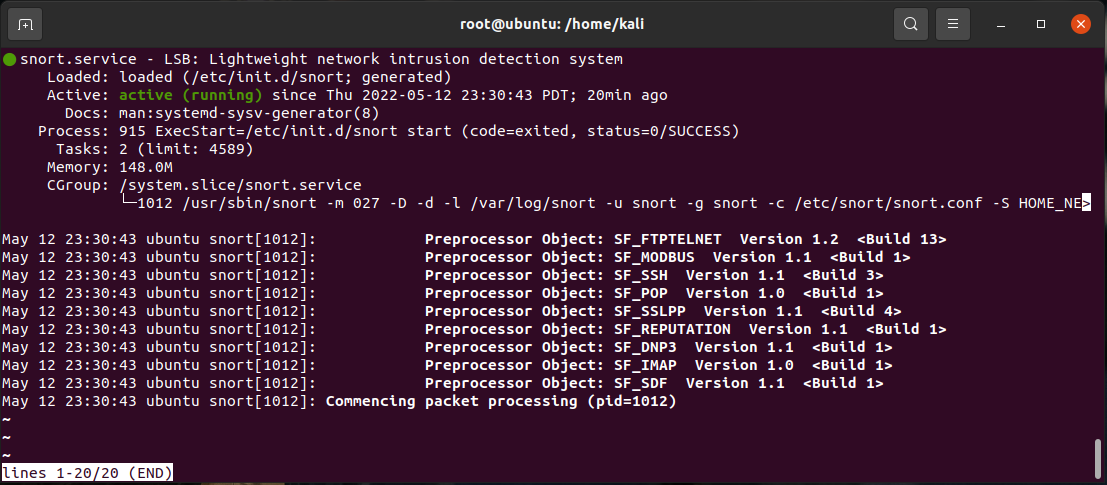 root@ubuntu: /home/kali
snort.service - LSB: Lightweight network intrusion detection system
Loaded: loaded (/etc/init.d/snort; generated)
Active: active (running) since Thu 2022-05-12 23:30:43 PDT; 20min ago
Docs: man:systemd-sysv-generator(8)
Process: 915 ExecStart=/etc/init.d/snort start (code=exited, status=0/SUCCESS)
Tasks: 2 (limit: 4589)
Memory: 148.0M
CGroup: /system.slice/snort.service
└─1012 /usr/sbin/snort -m 027 -D -d -l /var/log/snort -u snort -g snort -c /etc/snort/snort.conf -S HOME_NE>
May 12 23:30:43 ubuntu snort[1012]:            Preprocessor Object: SF_FTPTELNET  Version 1.2  <Build 13>
May 12 23:30:43 ubuntu snort[1012]:            Preprocessor Object: SF_MODBUS  Version 1.1  <Build 1>
May 12 23:30:43 ubuntu snort[1012]:            Preprocessor Object: SF_SSH  Version 1.1  <Build 3>
May 12 23:30:43 ubuntu snort[1012]:            Preprocessor Object: SF_POP  Version 1.0  <Build 1>
May 12 23:30:43 ubuntu snort[1012]:            Preprocessor Object: SF_SSLPP  Version 1.1  <Build 4>
May 12 23:30:43 ubuntu snort[1012]:            Preprocessor Object: SF_REPUTATION  Version 1.1  <Build 1>
May 12 23:30:43 ubuntu snort[1012]:            Preprocessor Object: SF_DNP3  Version 1.1  <Build 1>
May 12 23:30:43 ubuntu snort[1012]:            Preprocessor Object: SF_IMAP  Version 1.0  <Build 1>
May 12 23:30:43 ubuntu snort[1012]:            Preprocessor Object: SF_SDF  Version 1.1  <Build 1>
May 12 23:30:43 ubuntu snort[1012]: Commencing packet processing (pid=1012)
~
~
~
lines 1-20/20 (END)